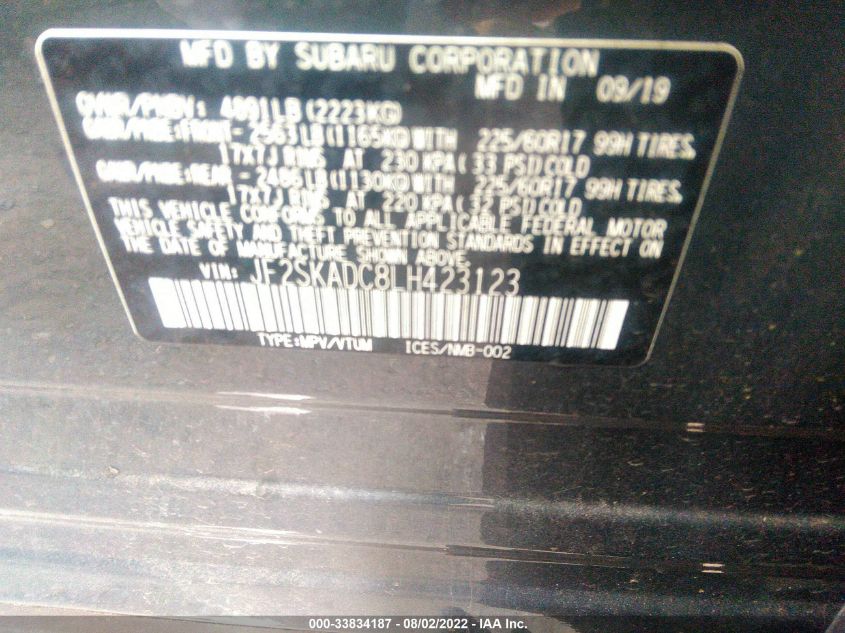 MFD BY SUBARU CORPORATION
MFD IN 09/19
GVWR/PNBV: 4901LB(2223KG)
GAWR/PNBE:FRONT- 2563LB(1165KG)WITH 225/60R17 99H TIRES,
17X7J RIMS AT 230 KPA( 33 PSI)COLD
GAWR/PNBE:REAR - 2486LB(1130KG)WITH 225/60R17 99H TIRES,
17X7J RIMS AT 220 KPA( 32 PSI)COLD
THIS VEHICLE CONFORMS TO ALL APPLICABLE FEDERAL MOTOR
VEHICLE SAFETY AND THEFT PREVENTION STANDARDS IN EFFECT ON
THE DATE OF MANUFACTURE SHOWN ABOVE.
VIN: JF2SKADC8LH423123
TYPE:MPV/VTUM ICES/NMB-002
000-33834187 - 08/02/2022 - IAA Inc.